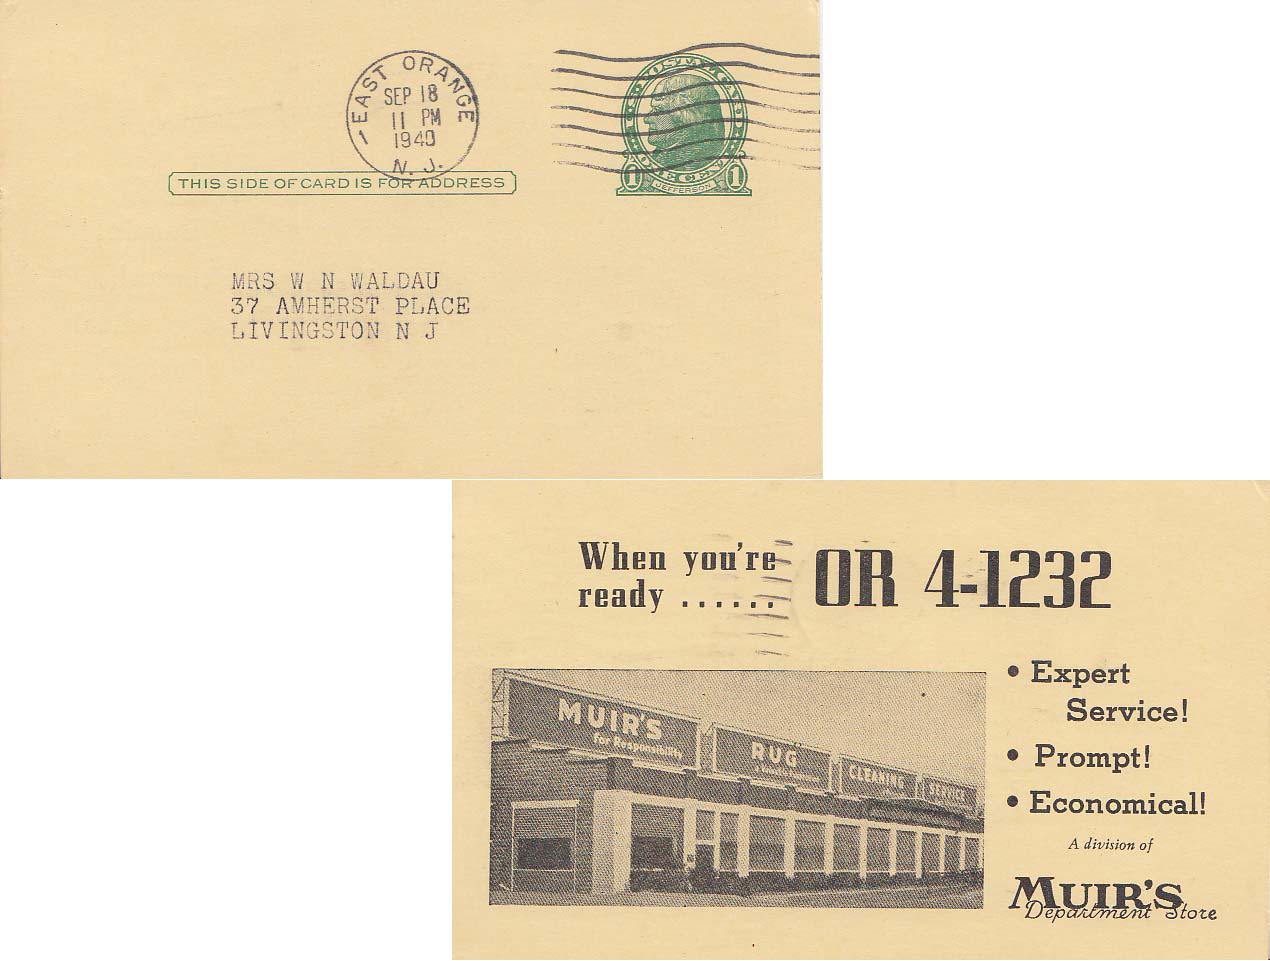 EAST ORANGE
SEP 18
11 PM
1940
N. J.
THIS SIDE OF CARD IS FOR ADDRESS
1 JEFFERSON 1
MRS W N WALDAU
37 AMHERST PLACE
LIVINGSTON N J
When you're
ready ......
OR 4-1232
MUIR'S
for Responsibility
RUG
CLEANING
SERVICE
• Expert
Service!
• Prompt!
• Economical!
A division of
MUIR'S
Department Store